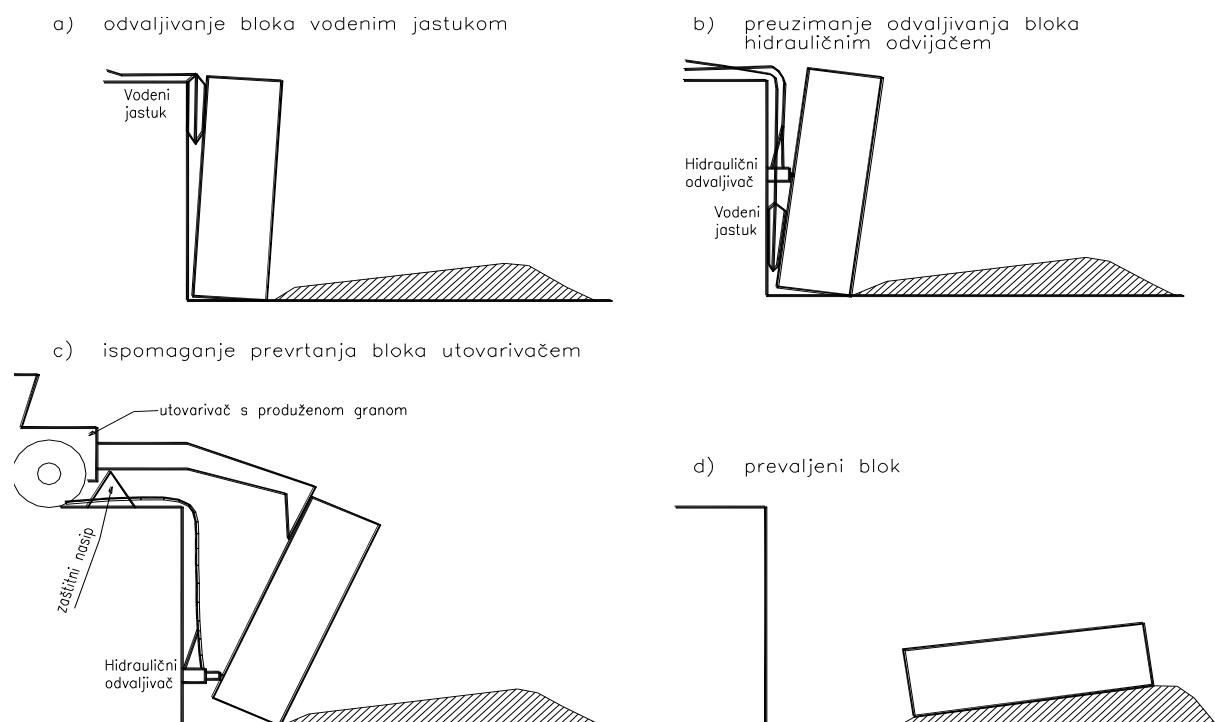 a) odvaljivanje bloka vodenim jastukom
Vodeni
jastuk
b) preuzimanje odvaljivanja bloka
hidrauličnim odvijačem
Hidraulični
odvaljivač
Vodeni
jastuk
c) ispomaganje prevrtanja bloka utovarivačem
utovarivač s produženom granom
zaštitni nasip
Hidraulični
odvaljivač
d) prevaljeni blok